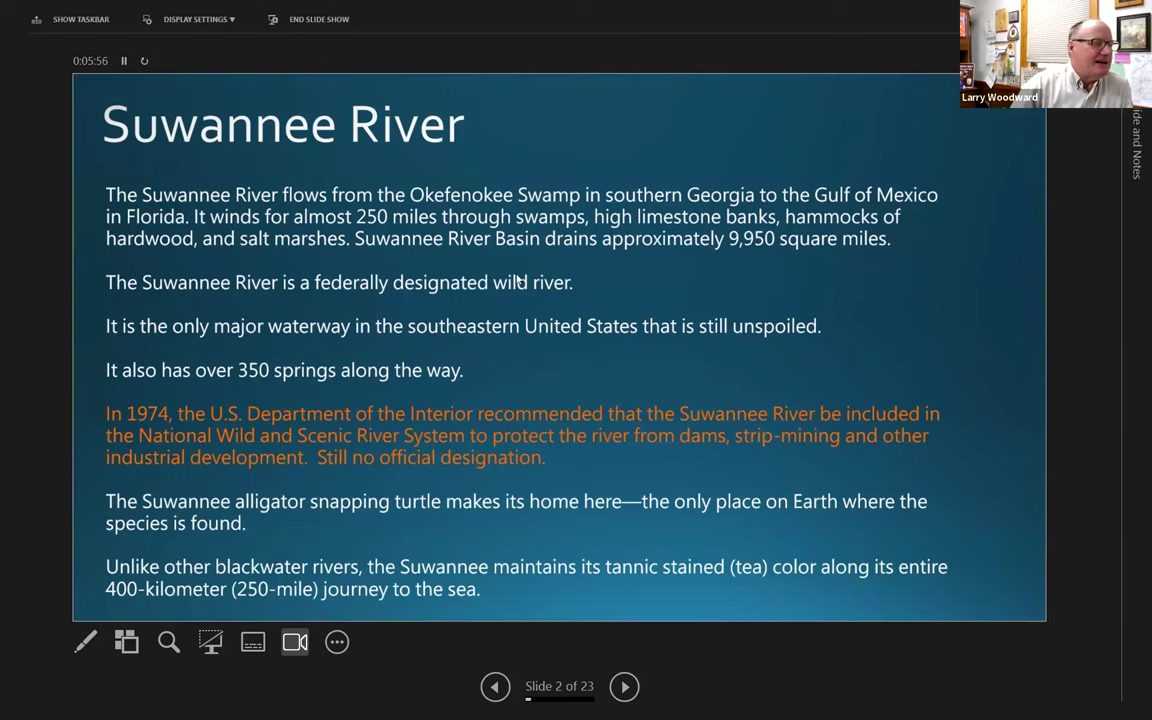 SHOW TASKBAR
DISPLAY SETTINGS ▼
END SLIDE SHOW
Larry Woodward
0:05:56
ide and Notes
Suwannee River
The Suwannee River flows from the Okefenokee Swamp in southern Georgia to the Gulf of Mexico
in Florida. It winds for almost 250 miles through swamps, high limestone banks, hammocks of
hardwood, and salt marshes. Suwannee River Basin drains approximately 9,950 square miles.
The Suwannee River is a federally designated wild river.
It is the only major waterway in the southeastern United States that is still unspoiled.
It also has over 350 springs along the way.
In 1974, the U.S. Department of the Interior recommended that the Suwannee River be included in
the National Wild and Scenic River System to protect the river from dams, strip-mining and other
industrial development.  Still no official designation.
The Suwannee alligator snapping turtle makes its home here—the only place on Earth where the
species is found.
Unlike other blackwater rivers, the Suwannee maintains its tannic stained (tea) color along its entire
400-kilometer (250-mile) journey to the sea.
Slide 2 of 23